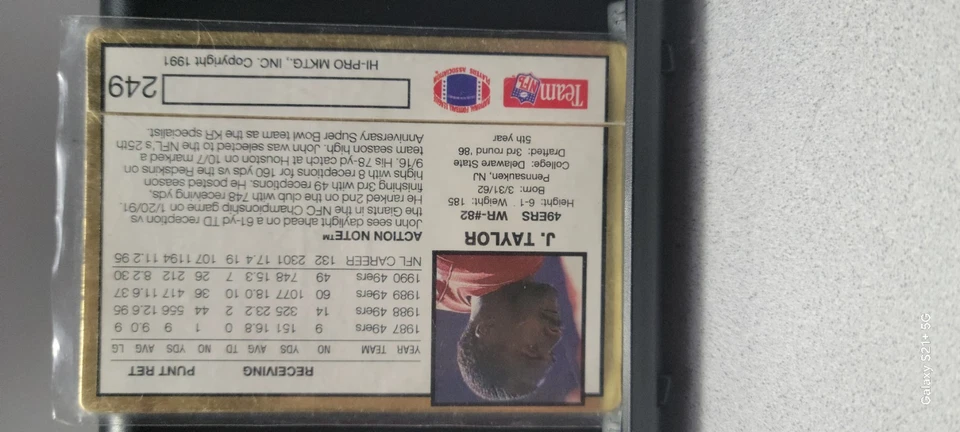 RECEIVING PUNT RET
YEAR TEAM NO YDS AVG TD NO YDS AVG LG
1987 49ers 9 151 16.8 0 1 9 9.0 9
1988 49ers 14 325 23.2 2 44 556 12.6 95
1989 49ers 60 1077 18.0 10 36 417 11.6 37
1990 49ers 49 748 15.3 7 26 212 8.2 30
NFL CAREER 132 2301 17.4 19 107 1194 11.2 95
J. TAYLOR
49ERS WR-#82
Height: 6-1 Weight: 185
Born: 3/31/62
Pennsauken, NJ
College: Delaware State
Drafted: 3rd round '86
5th year
ACTION NOTE™
John sees daylight ahead on a 61-yd TD reception vs
the Giants in the NFC Championship game on 1/20/91.
He ranked 2nd on the club with 748 receiving yds,
finishing 3rd with 49 receptions. He posted season
highs with 8 receptions for 160 yds vs the Redskins on
9/16. His 78-yd catch at Houston on 10/7 marked a
team season high. John was selected to the NFL's 25th
Anniversary Super Bowl team as the KR specialist.
Team NFL
249
HI-PRO MKTG., INC. Copyright 1991
Galaxy S21+ 5G